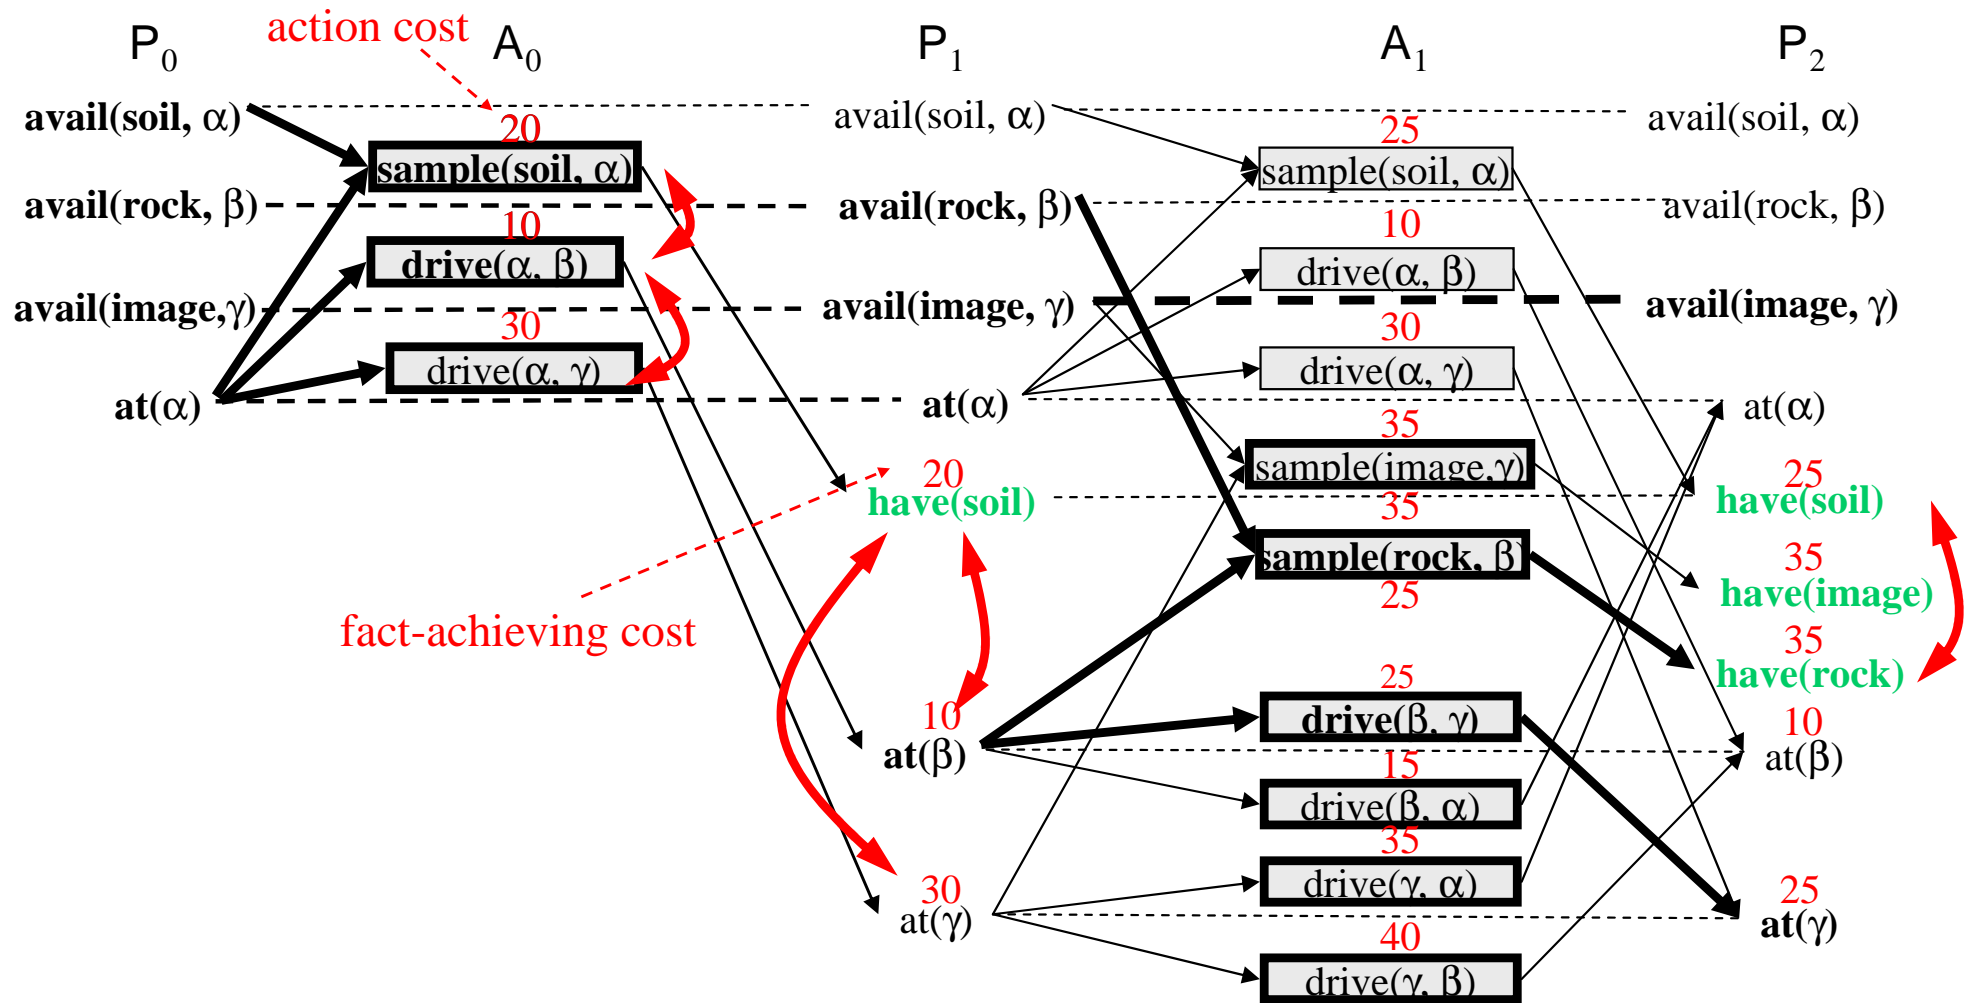 action cost
P0 A0 P1 A1 P2
avail(soil, α) avail(soil, α) avail(soil, α)
20 25
sample(soil, α) sample(soil, α)
avail(rock, β) avail(rock, β) avail(rock, β)
10 10
drive(α, β) drive(α, β)
avail(image,γ) avail(image, γ) avail(image, γ)
30 30
drive(α, γ) drive(α, γ)
at(α) at(α) at(α)
35
20 sample(image,γ) 25
have(soil) have(soil)
35
sample(rock, β) 35
25 have(image)
fact-achieving cost 35
25 have(rock)
10 drive(β, γ) 10
at(β) at(β)
15
drive(β, α)
35
30 drive(γ, α) 25
at(γ) at(γ)
40
drive(γ, β)